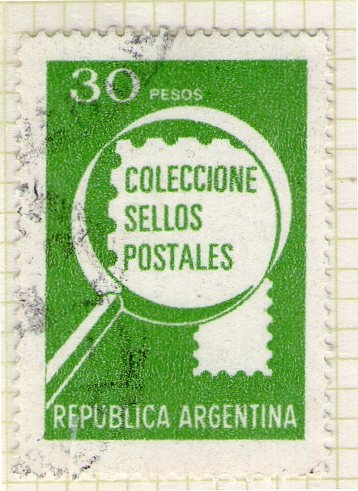 30 PESOS
COLECCIONE
SELLOS
POSTALES
REPUBLICA ARGENTINA